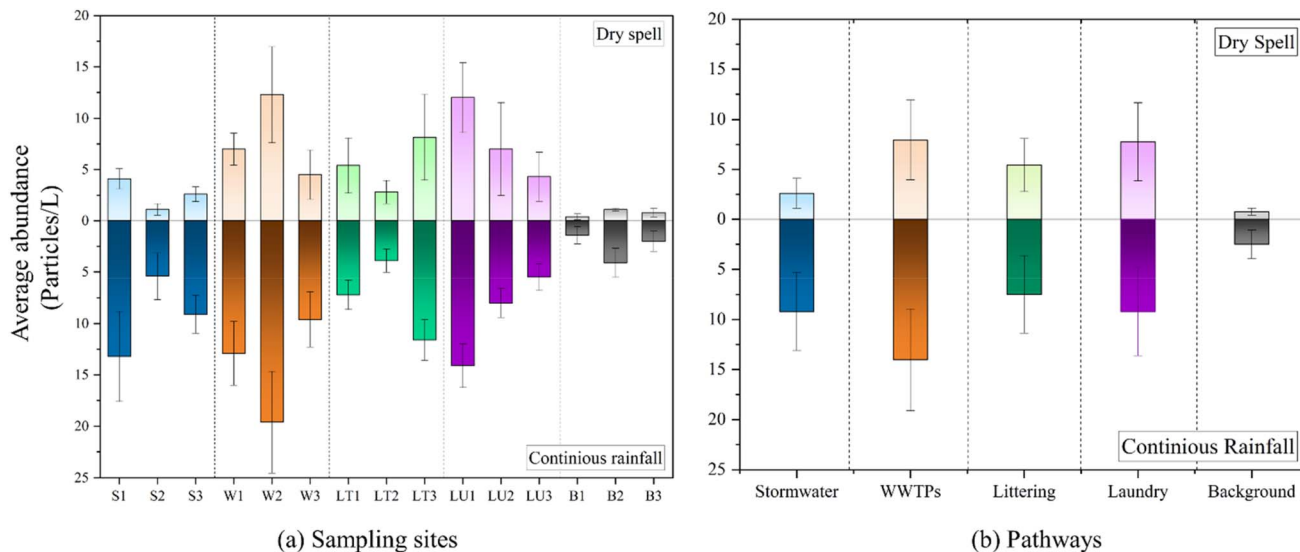 Average abundance
(Particles/L)
20
15
10
5
0
5
10
15
20
25
Dry spell
Continious rainfall
S1 S2 S3 W1 W2 W3 LT1 LT2 LT3 LU1 LU2 LU3 B1 B2 B3
(a) Sampling sites
20
15
10
5
0
5
10
15
20
25
Dry Spell
Continious Rainfall
Stormwater WWTPs Littering Laundry Background
(b) Pathways